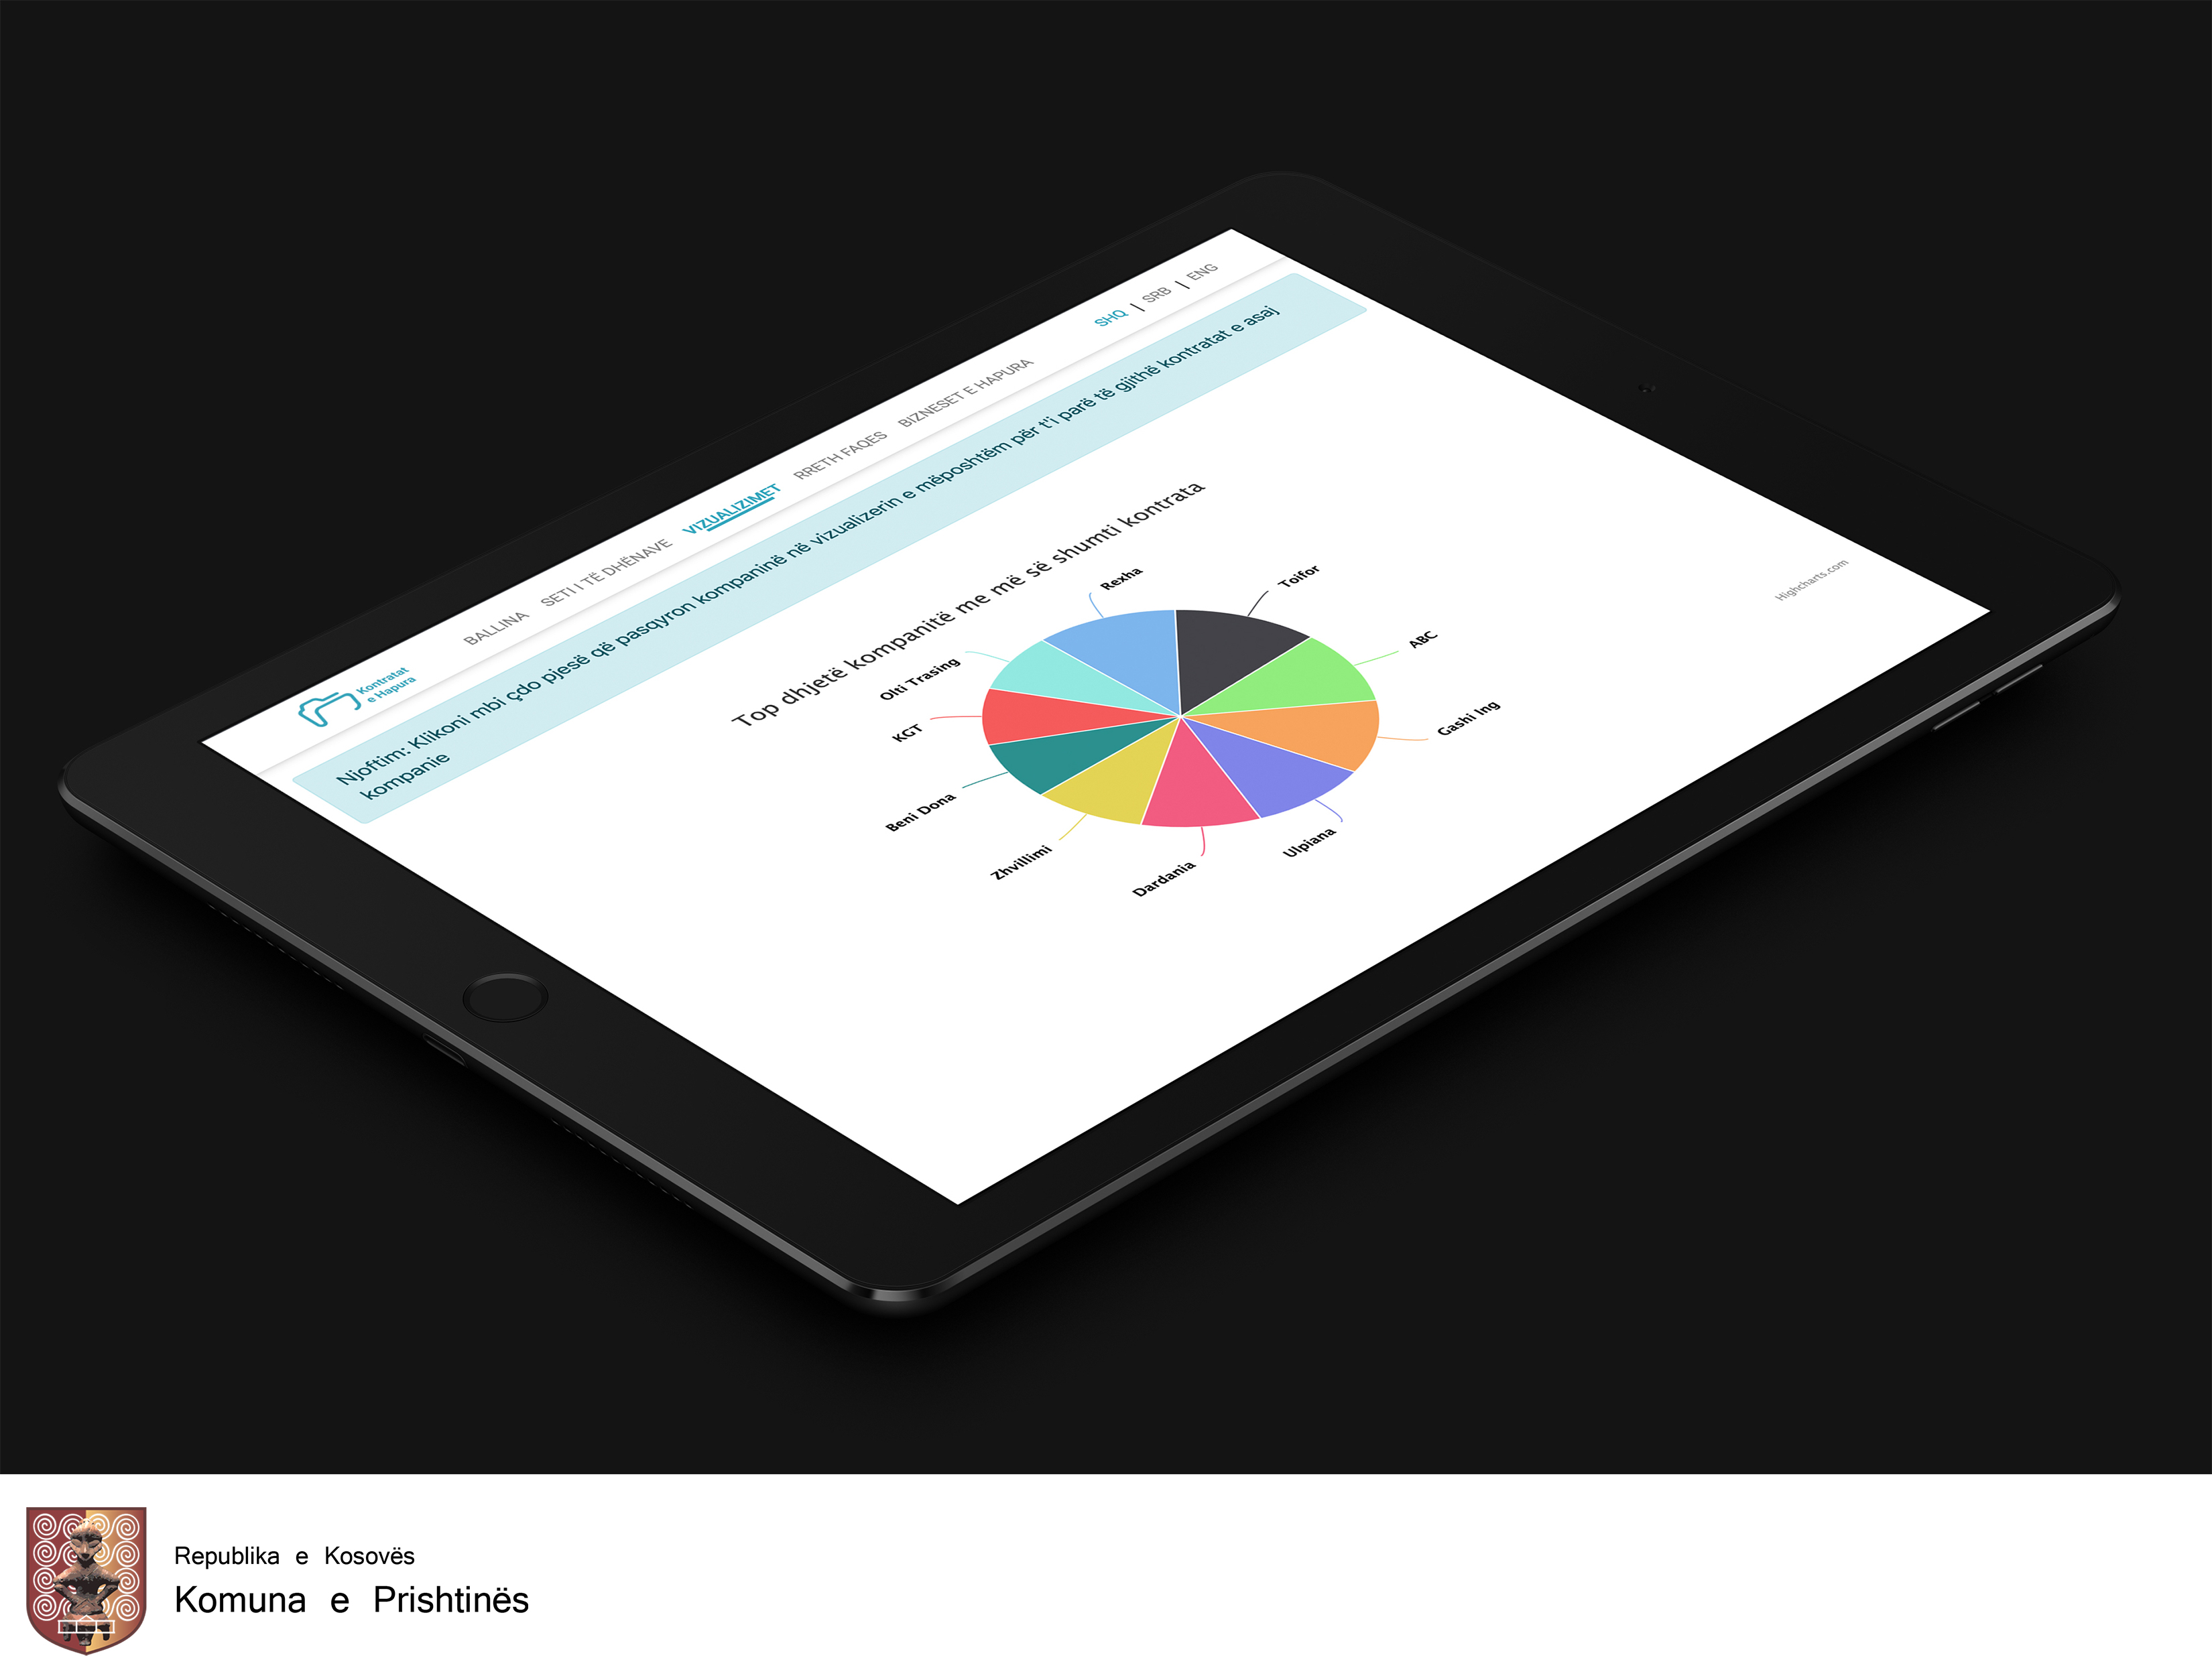 Kontratat
e Hapura
BALLINA
SETI I TË DHËNAVE
VIZUALIZIMET
RRETH FAQES
BIZNESET E HAPURA
SHQ | SRB | ENG
Njoftim: Klikoni mbi çdo pjesë që pasqyron kompaninë në vizualizerin e mëposhtëm për t'i parë të gjithë kontratat e asaj
kompanie
Top dhjetë kompanitë me më së shumti kontrata
Rexha
Toifor
ABC
Gashi Ing
Ulpiana
Dardania
Zhvillimi
Beni Dona
KGT
Olti Trasing
Highcharts.com
Republika e Kosovës
Komuna e Prishtinës